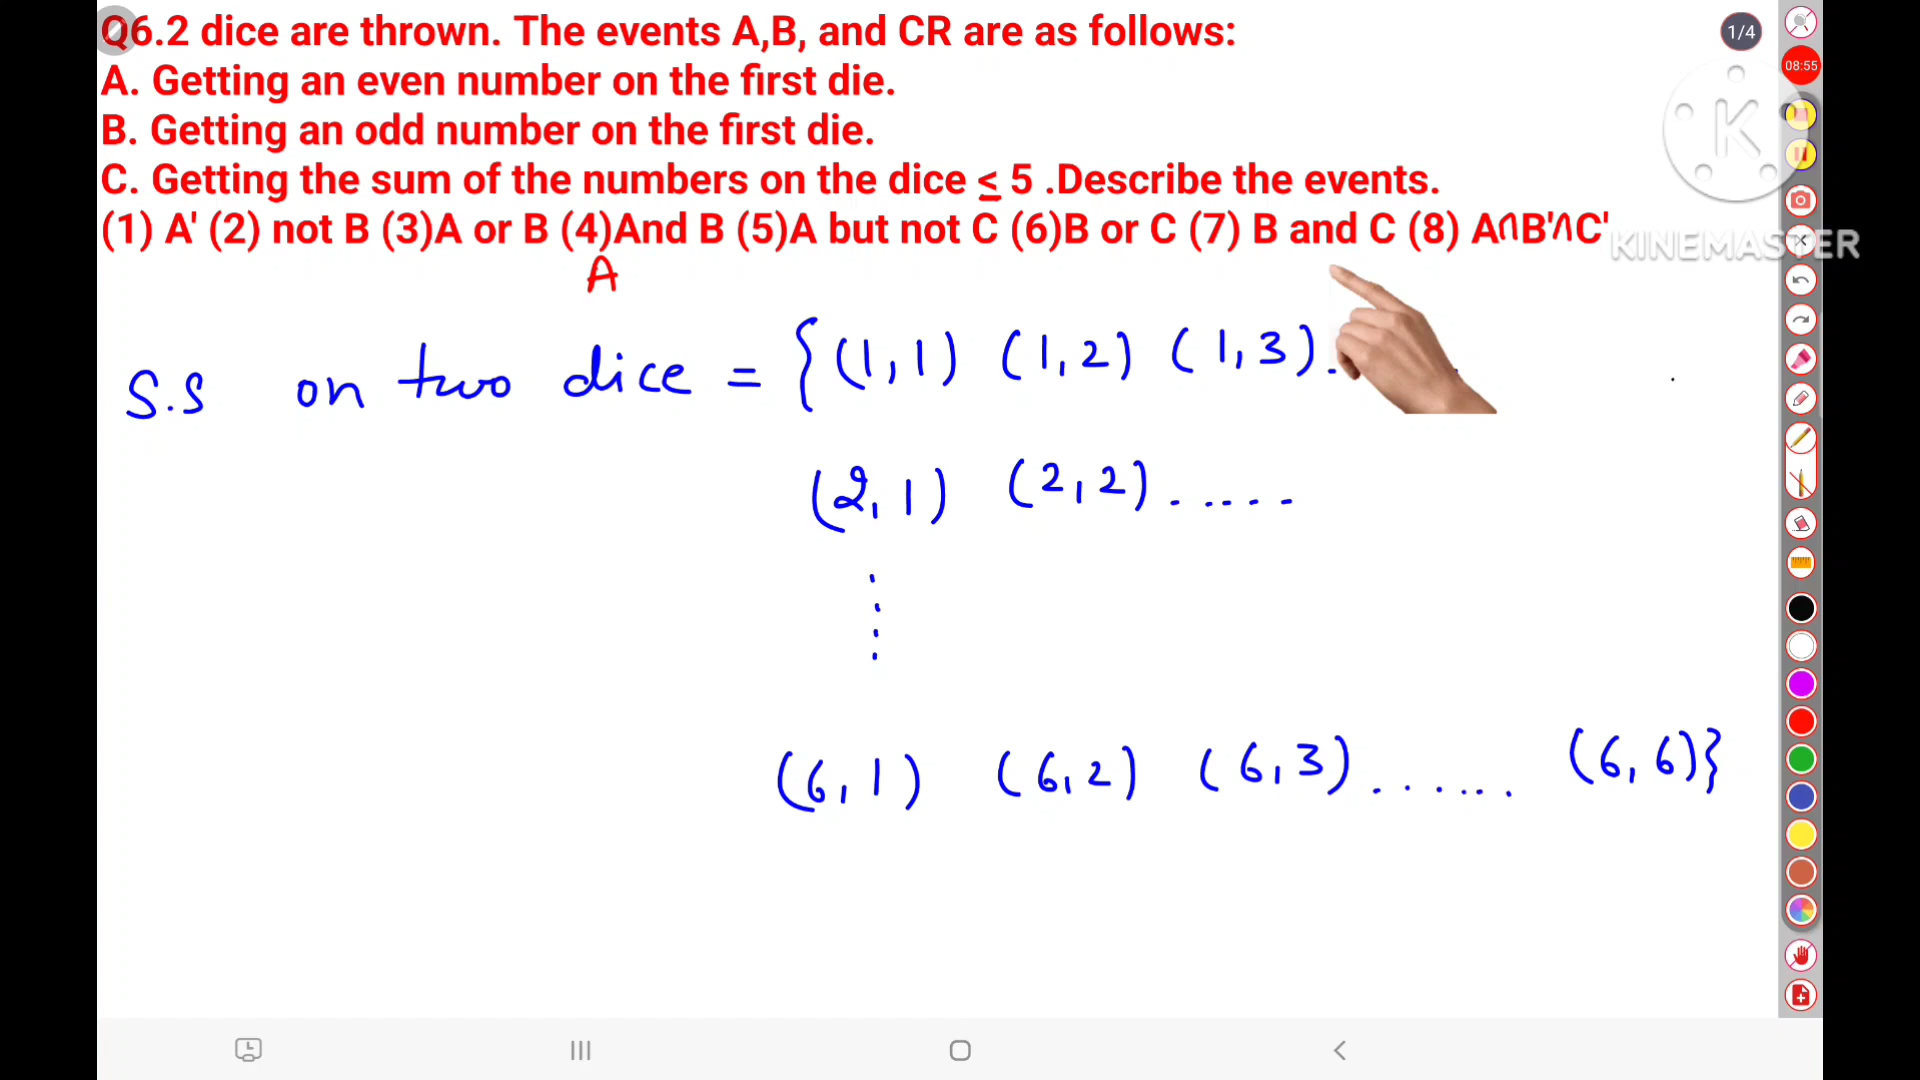 Q6.2 dice are thrown. The events A,B, and CR are as follows:
1/4
A. Getting an even number on the first die.
08:55
B. Getting an odd number on the first die.
K
C. Getting the sum of the numbers on the dice ≤ 5 .Describe the events.
(1) A' (2) not B (3)A or B (4)And B (5)A but not C (6)B or C (7) B and C (8) A∩B'∩C'
KINEMASTER
A
S.S on two dice = {(1,1) (1,2) (1,3).
(2,1) (2,2).....
(6,1) (6,2) (6,3)...... (6,6)}